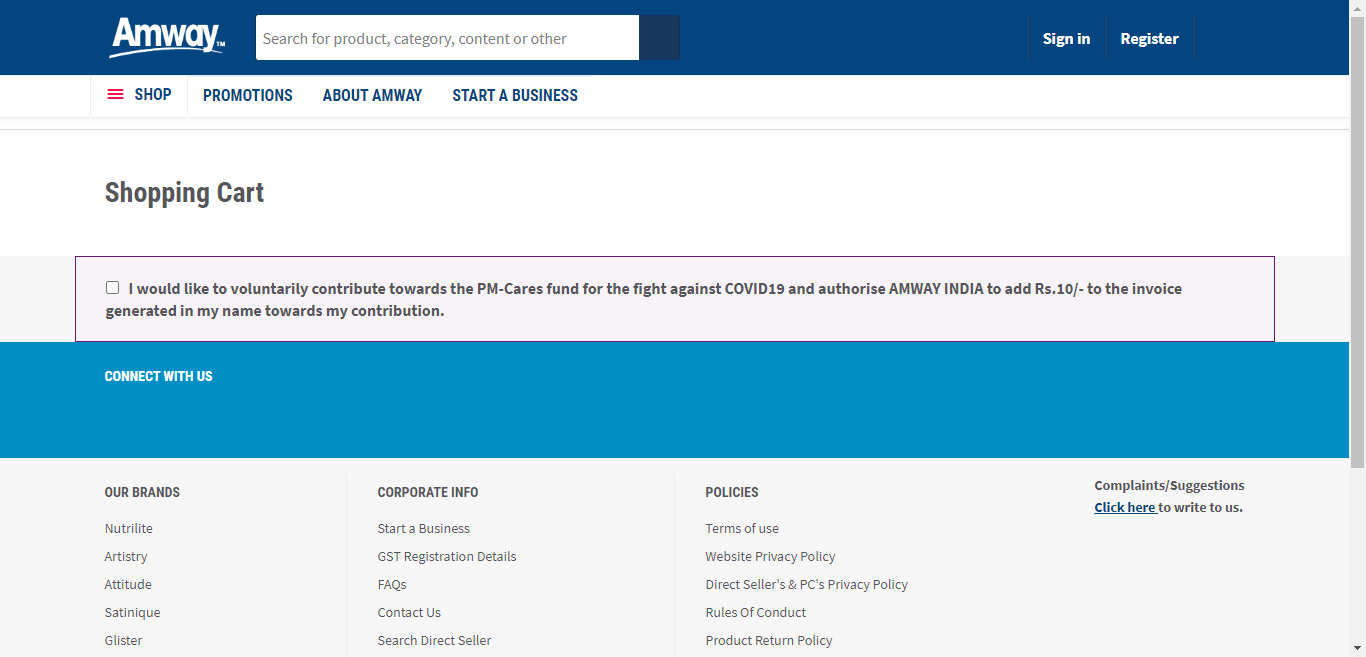 Amway™
Search for product, category, content or other
Sign in
Register
SHOP
PROMOTIONS
ABOUT AMWAY
START A BUSINESS
Shopping Cart
I would like to voluntarily contribute towards the PM-Cares fund for the fight against COVID19 and authorise AMWAY INDIA to add Rs.10/- to the invoice
generated in my name towards my contribution.
CONNECT WITH US
OUR BRANDS
Nutrilite
Artistry
Attitude
Satinique
Glister
CORPORATE INFO
Start a Business
GST Registration Details
FAQs
Contact Us
Search Direct Seller
POLICIES
Terms of use
Website Privacy Policy
Direct Seller's & PC's Privacy Policy
Rules Of Conduct
Product Return Policy
Complaints/Suggestions
Click here to write to us.